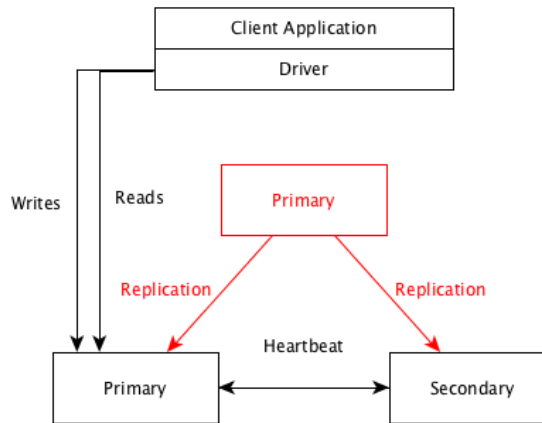 Client Application
Driver
Writes
Reads
Primary
Replication
Replication
Heartbeat
Primary
Secondary